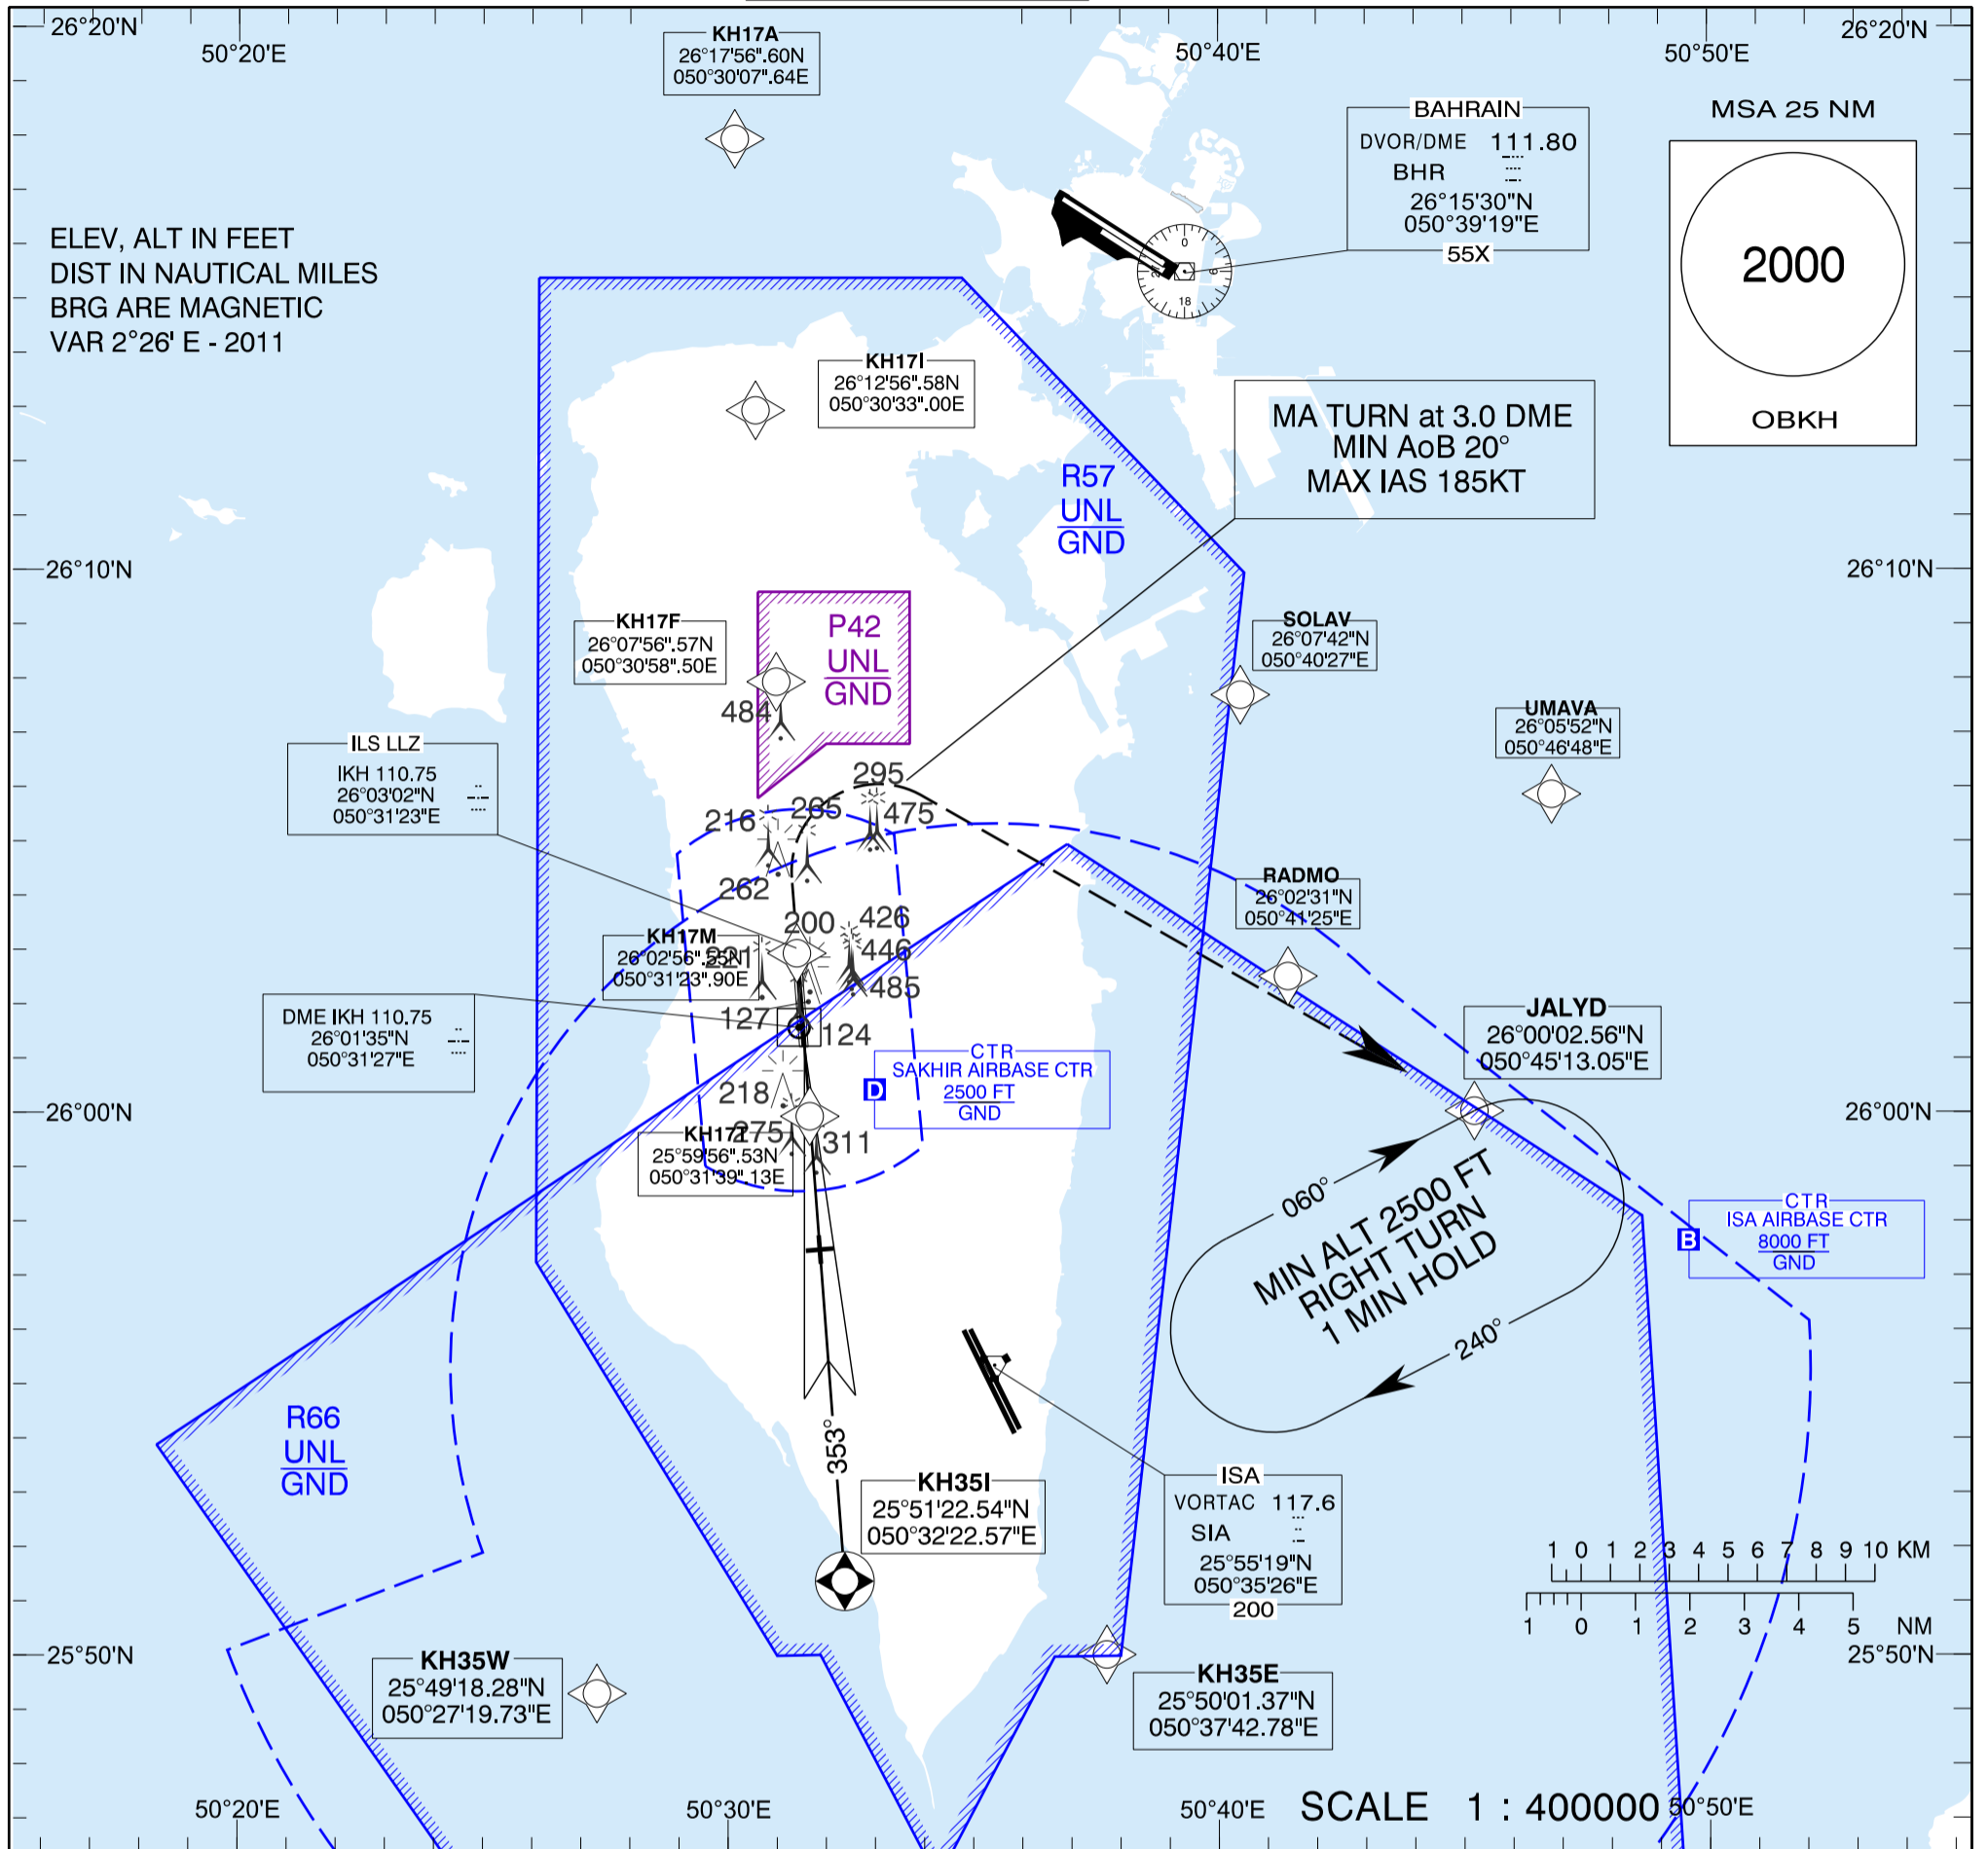 26°20'N
50°20'E
KH17A
26°17'56".60N
050°30'07".64E
50°40'E
50°50'E
26°20'N
BAHRAIN
DVOR/DME 111.80
BHR
26°15'30"N
050°39'19"E
55X
MSA 25 NM
2000
OBKH
ELEV, ALT IN FEET
DIST IN NAUTICAL MILES
BRG ARE MAGNETIC
VAR 2°26' E - 2011
0
6
18
KH17I
26°12'56".58N
050°30'33".00E
MA TURN at 3.0 DME
MIN AoB 20°
MAX IAS 185KT
R57
UNL
GND
26°10'N
26°10'N
KH17F
26°07'56".57N
050°30'58".50E
P42
UNL
GND
SOLAV
26°07'42"N
050°40'27"E
484
UMAVA
26°05'52"N
050°46'48"E
ILS LLZ
IKH 110.75
26°03'02"N
050°31'23"E
295
216
265
475
262
RADMO
26°02'31"N
050°41'25"E
200
426
KH17M
26°02'56".55N
050°31'23".90E
221
446
485
DME IKH 110.75
26°01'35"N
050°31'27"E
127
124
JALYD
26°00'02.56"N
050°45'13.05"E
CTR
SAKHIR AIRBASE CTR
D
2500 FT
GND
218
26°00'N
26°00'N
KH17T
25°59'56".53N
050°31'39".13E
275
311
060°
MIN ALT 2500 FT
RIGHT TURN
1 MIN HOLD
240°
CTR
ISA AIRBASE CTR
B
8000 FT
GND
R66
UNL
GND
353°
KH35I
25°51'22.54"N
050°32'22.57"E
ISA
VORTAC 117.6
SIA
25°55'19"N
050°35'26"E
200
1 0 1 2 3 4 5 6 7 8 9 10 KM
1 0 1 2 3 4 5 NM
25°50'N
25°50'N
KH35W
25°49'18.28"N
050°27'19.73"E
KH35E
25°50'01.37"N
050°37'42.78"E
50°20'E
50°30'E
50°40'E
SCALE 1 : 400000
50°50'E